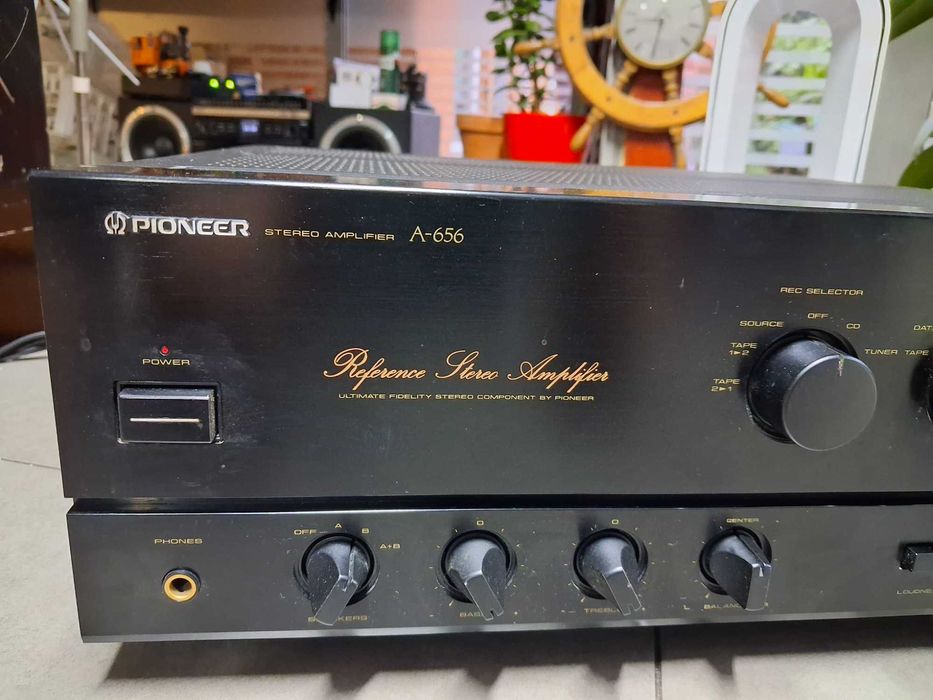 PIONEER STEREO AMPLIFIER A-656
REC SELECTOR
OFF
SOURCE CD
TAPE 1▶2 TUNER TAPE
TAPE 2▶1
POWER
Reference Stereo Amplifier
ULTIMATE FIDELITY STEREO COMPONENT BY PIONEER
PHONES
OFF A B A+B
0
0
CENTER